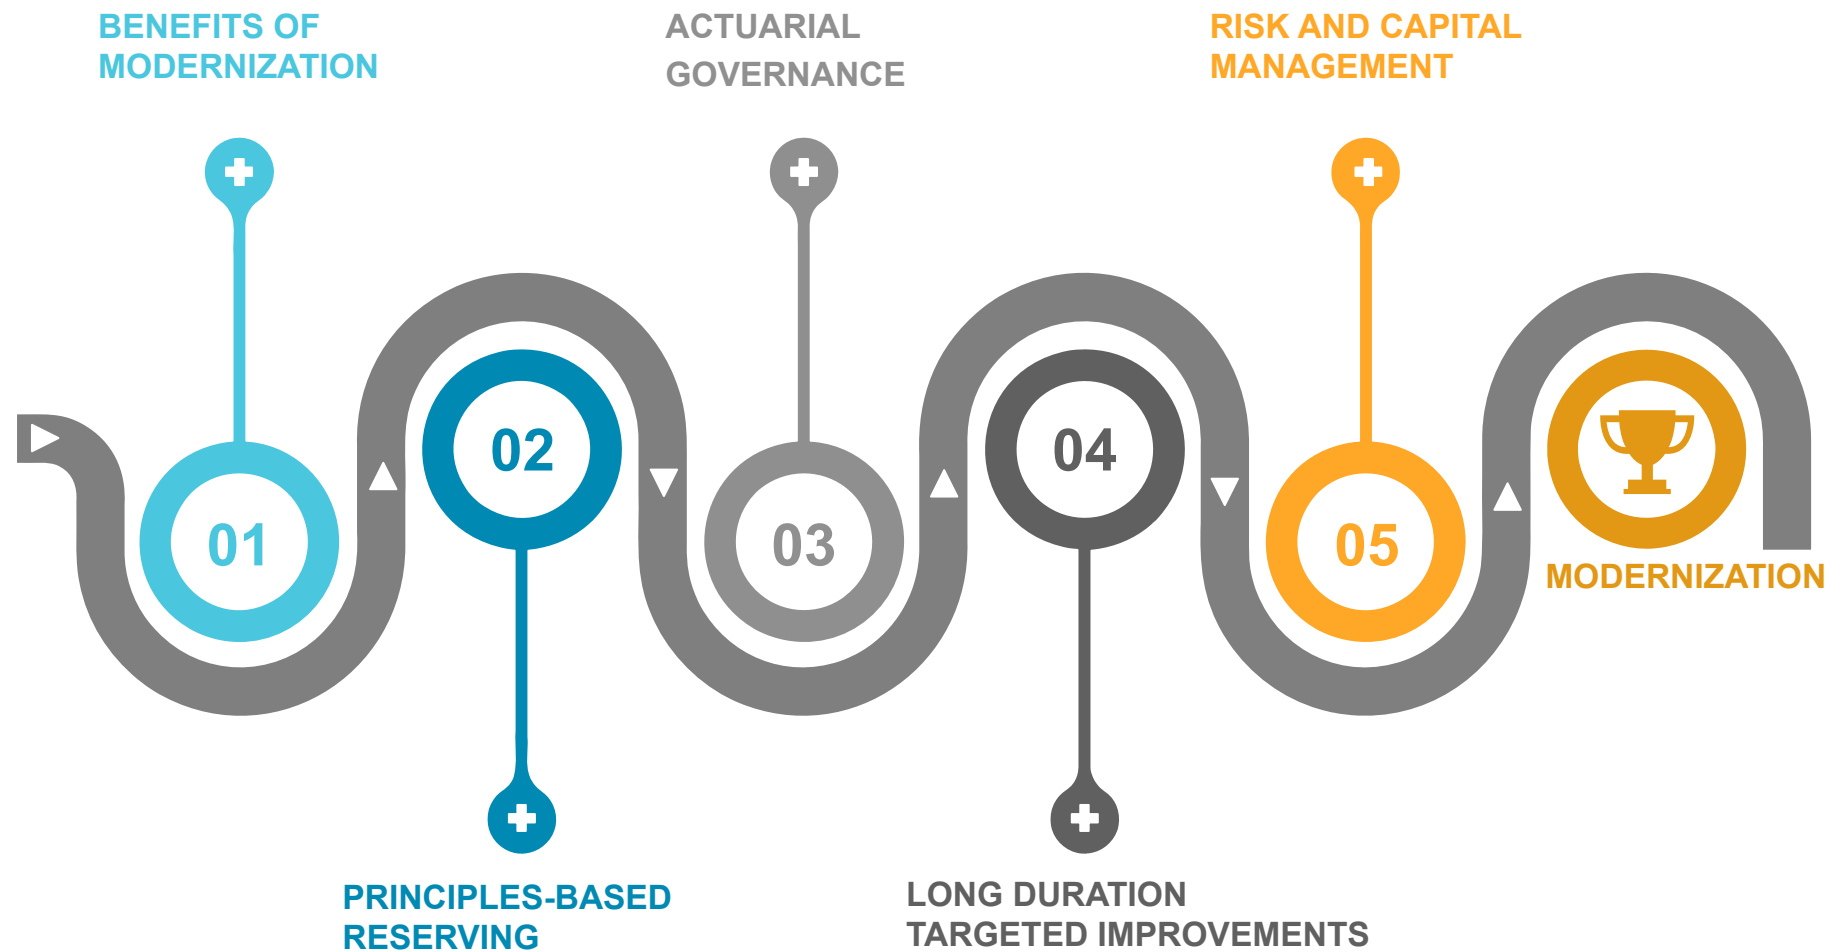 BENEFITS OF
MODERNIZATION
ACTUARIAL
GOVERNANCE
RISK AND CAPITAL
MANAGEMENT
01
02
03
04
05
MODERNIZATION
PRINCIPLES-BASED
RESERVING
LONG DURATION
TARGETED IMPROVEMENTS